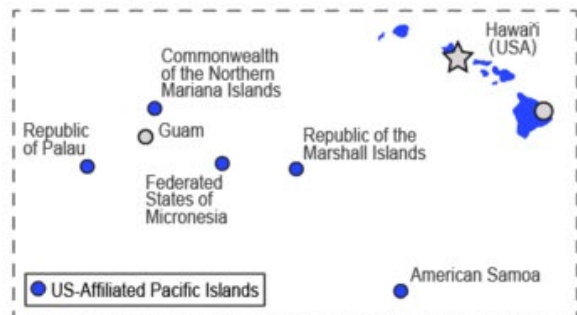 Hawai'i
(USA)
Commonwealth
of the Northern
Mariana Islands
Republic
of Palau
Guam
Republic of the
Marshall Islands
Federated
States of
Micronesia
American Samoa
US-Affiliated Pacific Islands